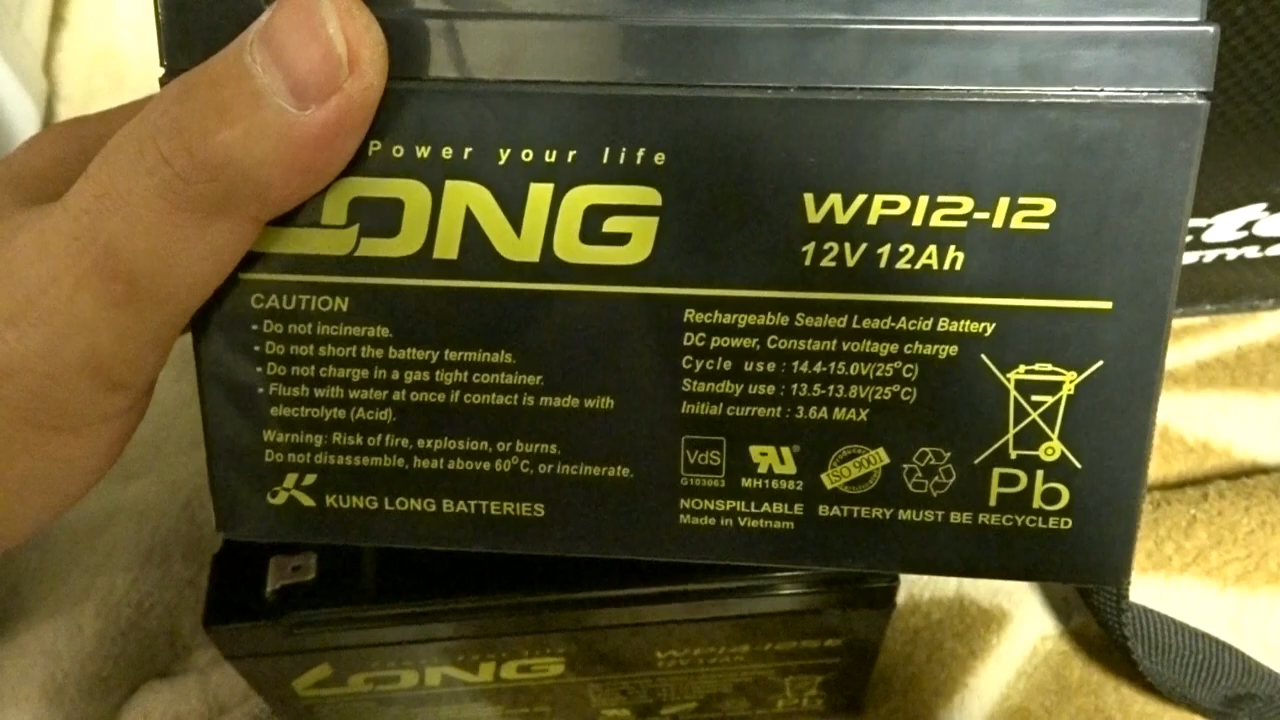 Power your life
LONG
WP12-12
12V 12Ah
CAUTION
- Do not incinerate.
- Do not short the battery terminals.
- Do not charge in a gas tight container.
- Flush with water at once if contact is made with
electrolyte (Acid).
Warning: Risk of fire, explosion, or burns.
Do not disassemble, heat above 60°C, or incinerate.
KUNG LONG BATTERIES
Rechargeable Sealed Lead-Acid Battery
DC power, Constant voltage charge
Cycle use : 14.4-15.0V(25°C)
Standby use : 13.5-13.8V(25°C)
Initial current : 3.6A MAX
VdS
G103063
MH16982
ISO 9001
Pb
NONSPILLABLE
Made in Vietnam
BATTERY MUST BE RECYCLED
LONG
12V 14Ah
Pb